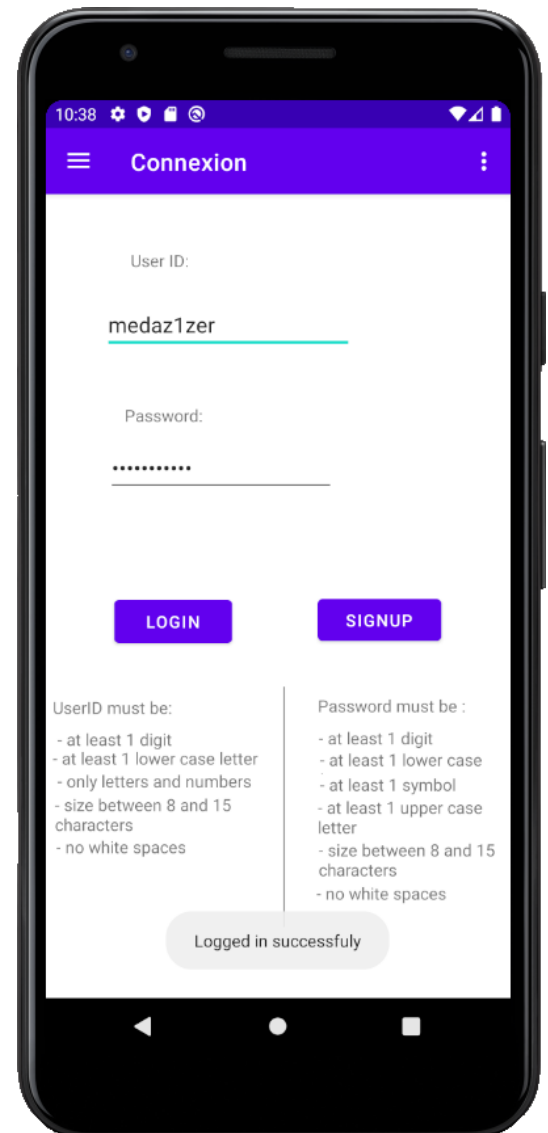 10:38
Connexion
User ID:
medaz1zer
Password:
•••••••••••
LOGIN
SIGNUP
UserID must be:
- at least 1 digit
- at least 1 lower case letter
- only letters and numbers
- size between 8 and 15
characters
- no white spaces
Password must be :
- at least 1 digit
- at least 1 lower case
- at least 1 symbol
- at least 1 upper case
letter
- size between 8 and 15
characters
- no white spaces
Logged in successfuly